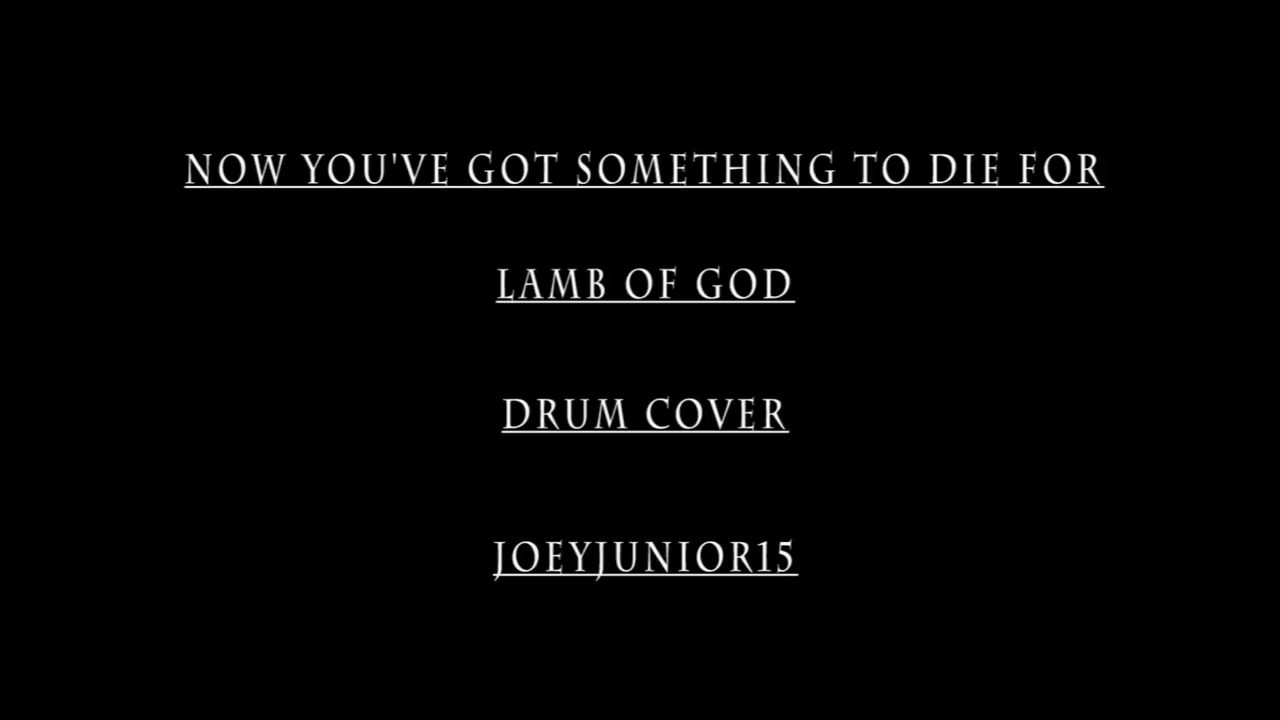 NOW YOU'VE GOT SOMETHING TO DIE FOR
LAMB OF GOD
DRUM COVER
JOEYJUNIOR15